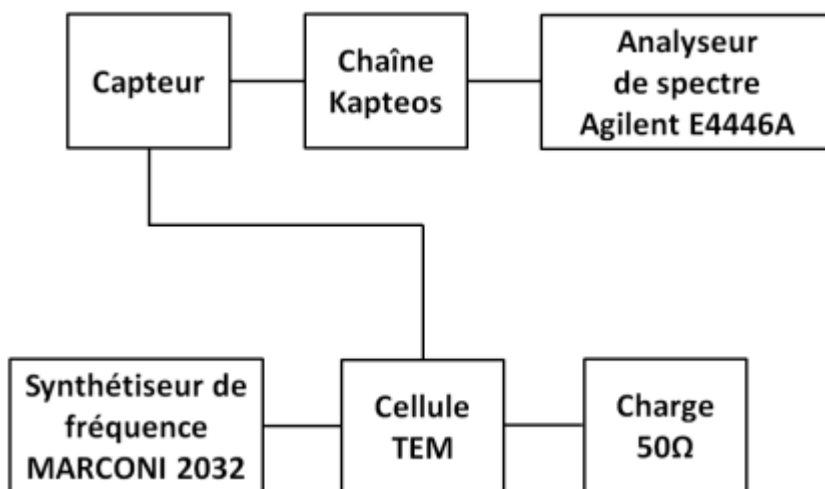 Capteur
Chaîne
Kapteos
Analyseur
de spectre
Agilent E4446A
Synthétiseur de
fréquence
MARCONI 2032
Cellule
TEM
Charge
50Ω